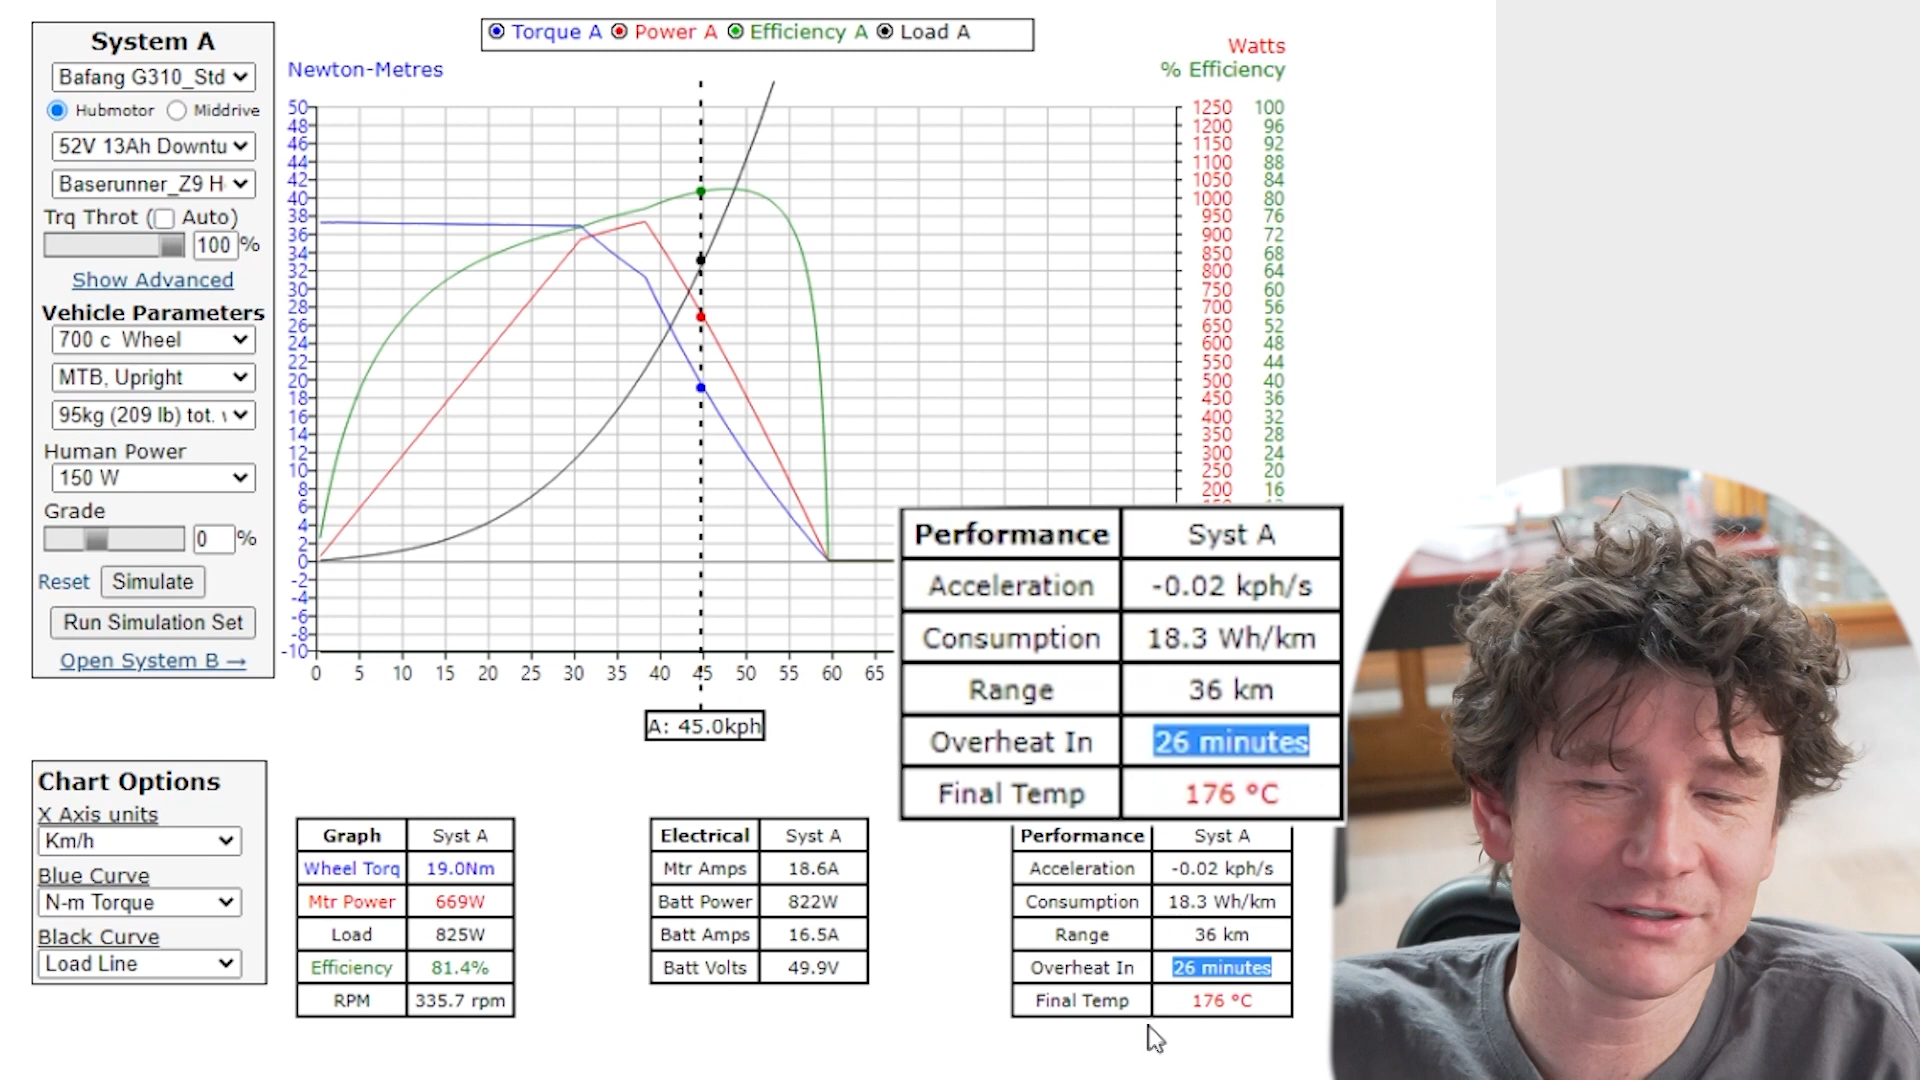 System A
Bafang G310_Std
Hubmotor Middrive
52V 13Ah Downtu
Baserunner_Z9 H
Trq Throt ( Auto)
100 %
Show Advanced
Vehicle Parameters
700 c Wheel
MTB, Upright
95kg (209 lb) tot.
Human Power
150 W
Grade
0 %
Reset Simulate
Run Simulation Set
Open System B →
Torque A Power A Efficiency A Load A
Newton-Metres
Watts
% Efficiency
50 1250 100
48 1200 96
46 1150 92
44 1100 88
42 1050 84
40 1000 80
38 950 76
36 900 72
34 850 68
32 800 64
30 750 60
28 700 56
26 650 52
24 600 48
22 550 44
20 500 40
18 450 36
16 400 32
14 350 28
12 300 24
10 250 20
8 200 16
6
4
2
0
-2
-4
-6
-8
-10
0 5 10 15 20 25 30 35 40 45 50 55 60 65
A: 45.0kph
Performance Syst A
Acceleration -0.02 kph/s
Consumption 18.3 Wh/km
Range 36 km
Overheat In 26 minutes
Final Temp 176 °C
Chart Options
X Axis units
Km/h
Blue Curve
N-m Torque
Black Curve
Load Line
Graph Syst A
Wheel Torq 19.0Nm
Mtr Power 669W
Load 825W
Efficiency 81.4%
RPM 335.7 rpm
Electrical Syst A
Mtr Amps 18.6A
Batt Power 822W
Batt Amps 16.5A
Batt Volts 49.9V
Performance Syst A
Acceleration -0.02 kph/s
Consumption 18.3 Wh/km
Range 36 km
Overheat In 26 minutes
Final Temp 176 °C